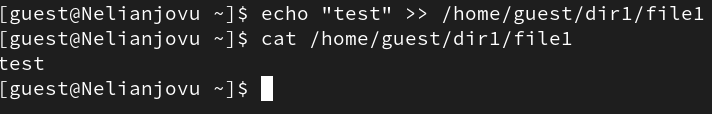 [guest@Nelianjovu ~]$ echo "test" >> /home/guest/dir1/file1
[guest@Nelianjovu ~]$ cat /home/guest/dir1/file1
test
[guest@Nelianjovu ~]$